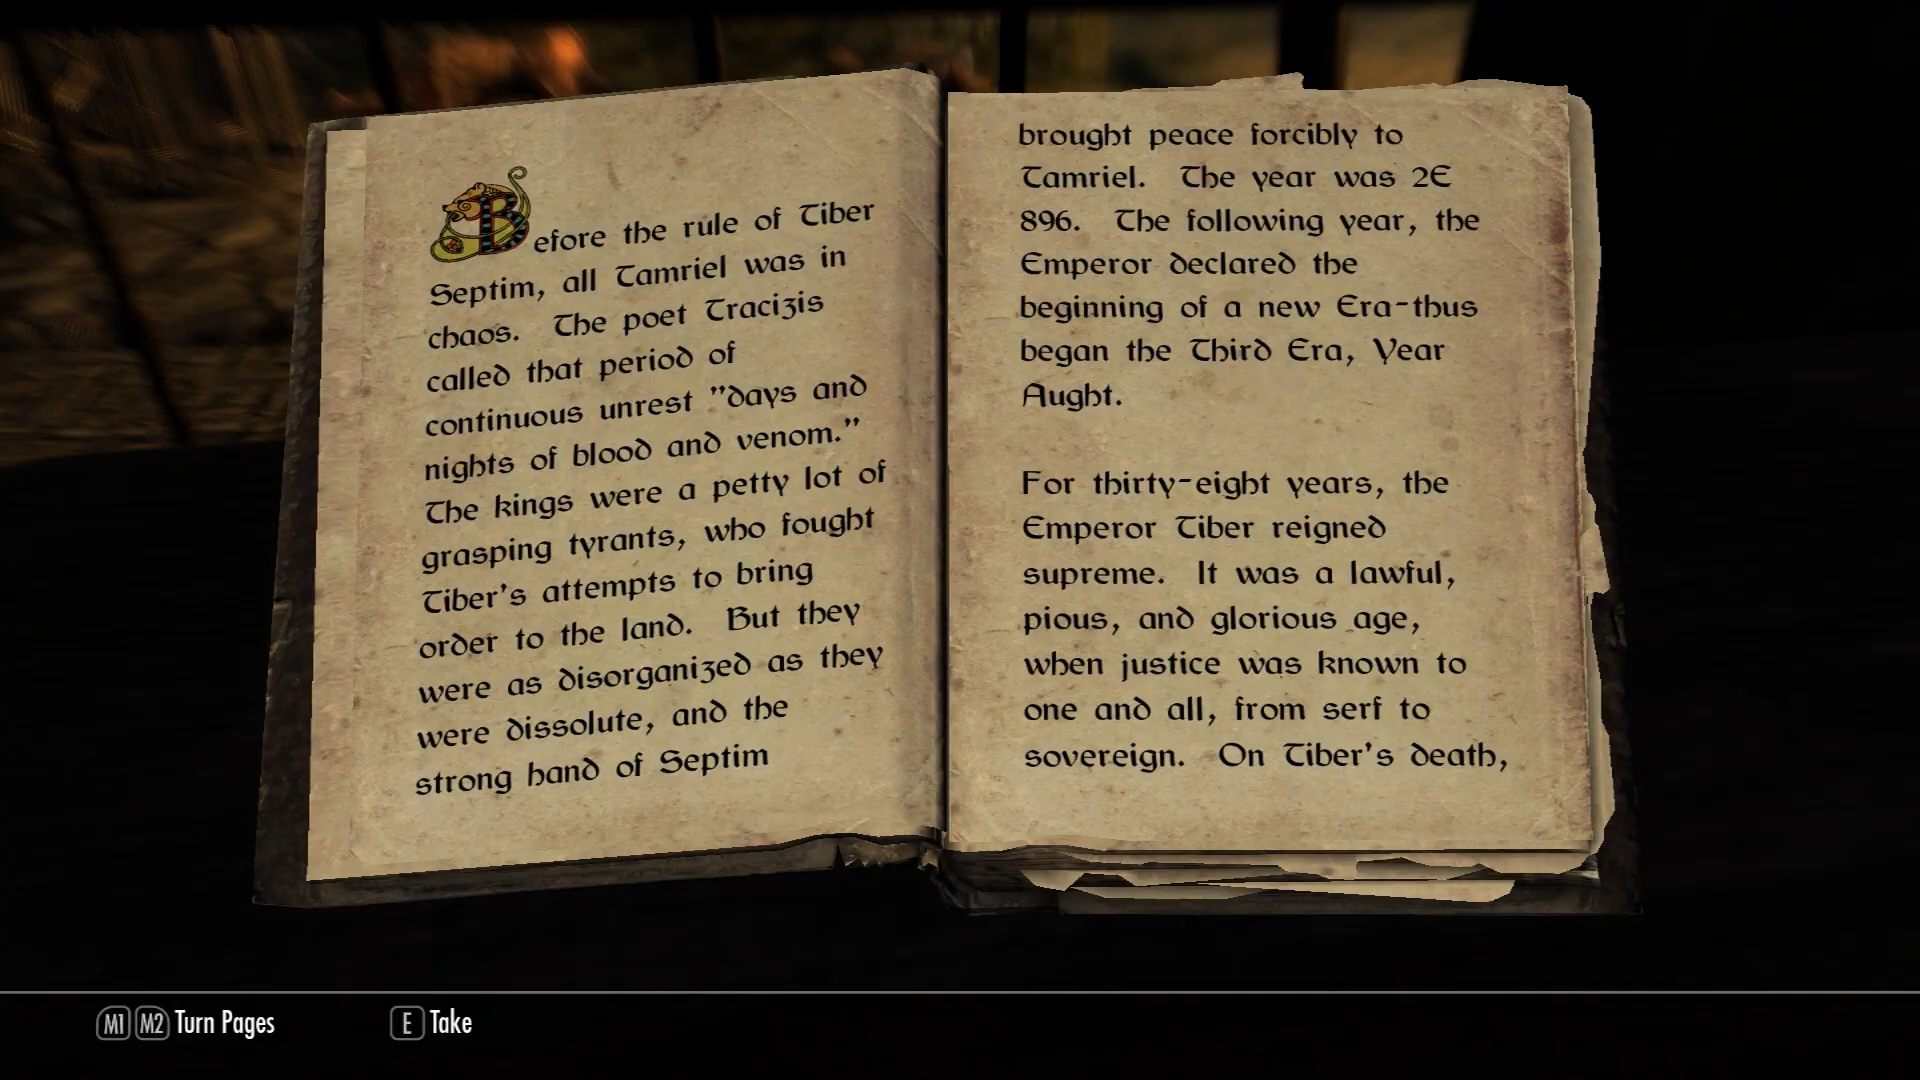 Before the rule of Tiber
Septim, all Tamriel was in
chaos.  The poet Tracizis
called that period of
continuous unrest "days and
nights of blood and venom."
The kings were a petty lot of
grasping tyrants, who fought
Tiber's attempts to bring
order to the land.  But they
were as disorganized as they
were dissolute, and the
strong hand of Septim
brought peace forcibly to
Tamriel.  The year was 2E
896.  The following year, the
Emperor declared the
beginning of a new Era-thus
began the Third Era, Year
Aught.
For thirty-eight years, the
Emperor Tiber reigned
supreme.  It was a lawful,
pious, and glorious age,
when justice was known to
one and all, from serf to
sovereign.  On Tiber's death,
M1 M2 Turn Pages E Take